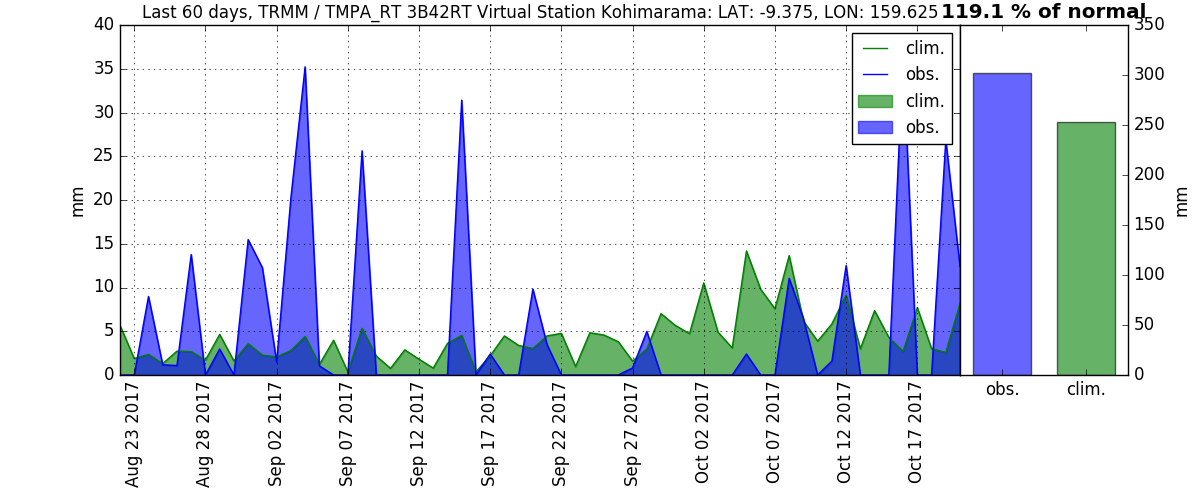 Last 60 days, TRMM / TMPA_RT 3B42RT Virtual Station Kohimarama: LAT: -9.375, LON: 159.625
119.1 % of normal
40
35
30
25
20
15
10
5
0
mm
clim.
obs.
clim.
obs.
Aug 23 2017
Aug 28 2017
Sep 02 2017
Sep 07 2017
Sep 12 2017
Sep 17 2017
Sep 22 2017
Sep 27 2017
Oct 02 2017
Oct 07 2017
Oct 12 2017
Oct 17 2017
350
300
250
200
150
100
50
0
mm
obs.
clim.